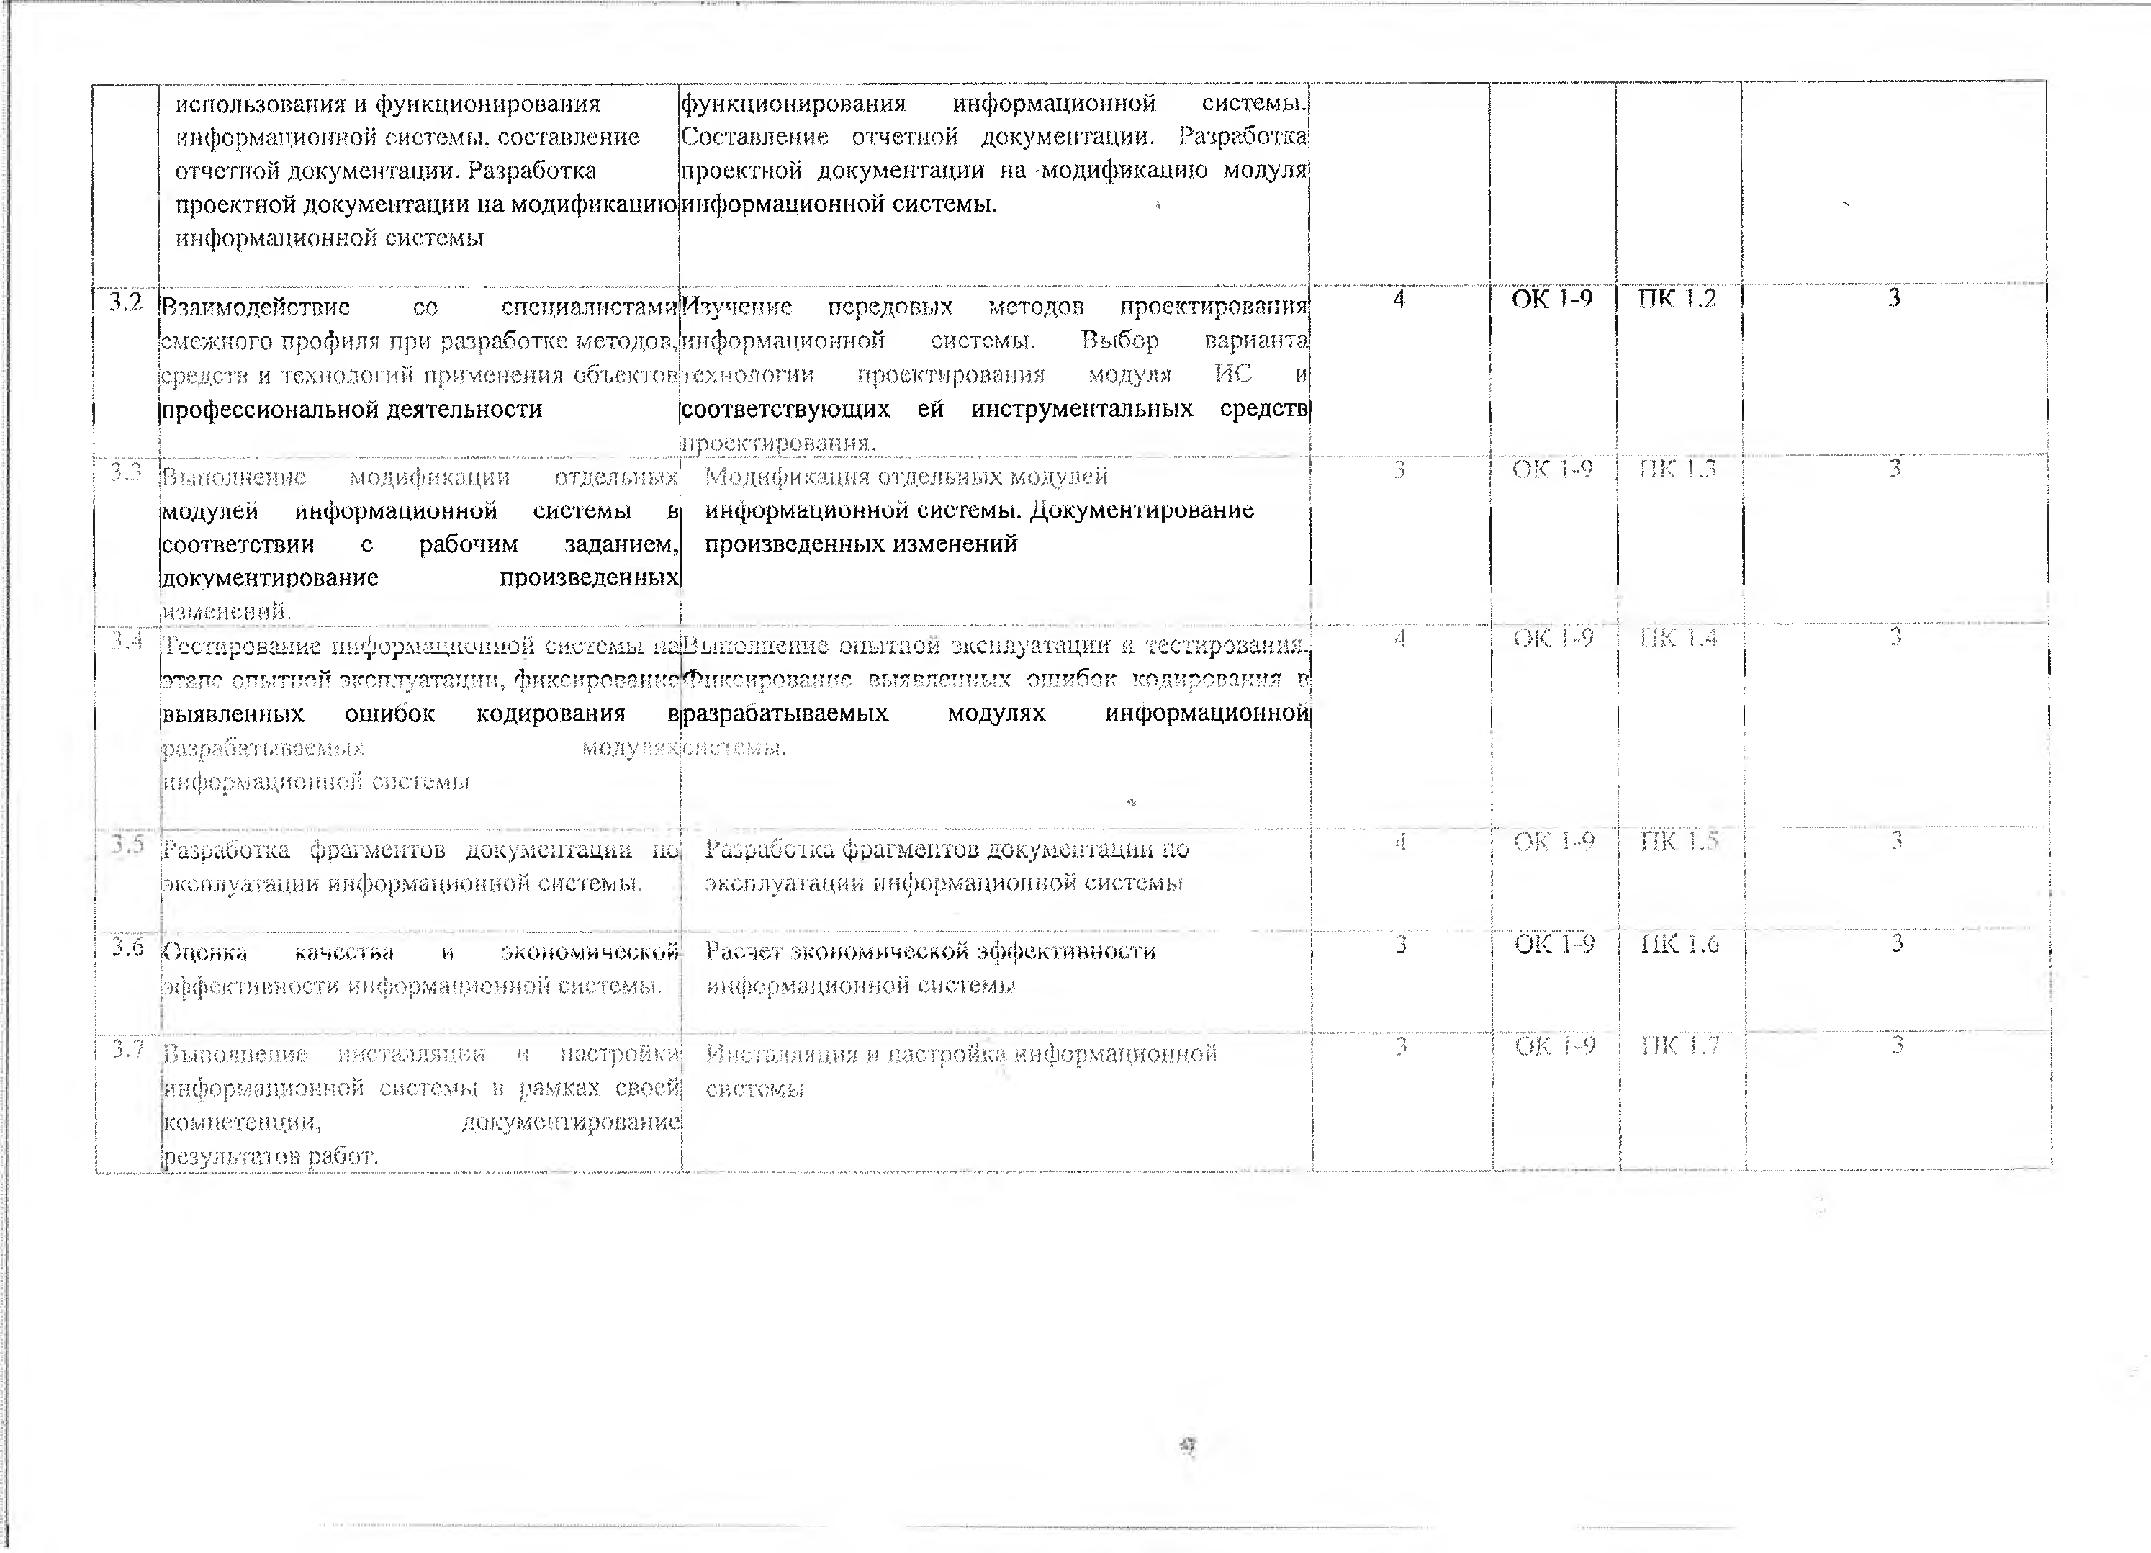 использования и функционирования
информационной системы, составление
отчетной документации. Разработка
проектной документации на модификацию
информационной системы
функционирования информационной системы.
Составление отчетной документации. Разработка
проектной документации на модификацию модуля
информационной системы.
3.2
Взаимодействие со специалистами
смежного профиля при разработке методов,
средств и технологий применения объектов
профессиональной деятельности
Изучение передовых методов проектирования
информационной системы. Выбор варианта
технологии проектирования модуля ИС и
соответствующих ей инструментальных средств
проектирования.
4
ОК 1-9
ПК 1.2
3
3.3
Выполнение модификации отдельных
модулей информационной системы в
соответствии с рабочим заданием,
документирование произведенных
изменений.
Модификация отдельных модулей
информационной системы. Документирование
произведенных изменений
3
ОК 1-9
ПК 1.3
3
3.4
Тестирование информационной системы на
этапе опытной эксплуатации, фиксирование
выявленных ошибок кодирования в
разрабатываемых модулях
информационной системы
Выполнение опытной эксплуатации и тестирования.
Фиксирование выявленных ошибок кодирования в
разрабатываемых модулях информационной
системы.
4
ОК 1-9
ПК 1.4
3
3.5
Разработка фрагментов документации по
эксплуатации информационной системы.
Разработка фрагментов документации по
эксплуатации информационной системы
4
ОК 1-9
ПК 1.5
3
3.6
Оценка качества и экономической
эффективности информационной системы.
Расчет экономической эффективности
информационной системы
3
ОК 1-9
ПК 1.6
3
3.7
Выполнение инсталляции и настройки
информационной системы в рамках своей
компетенции, документирование
результатов работ.
Инсталляция и настройка информационной
системы
3
ОК 1-9
ПК 1.7
3